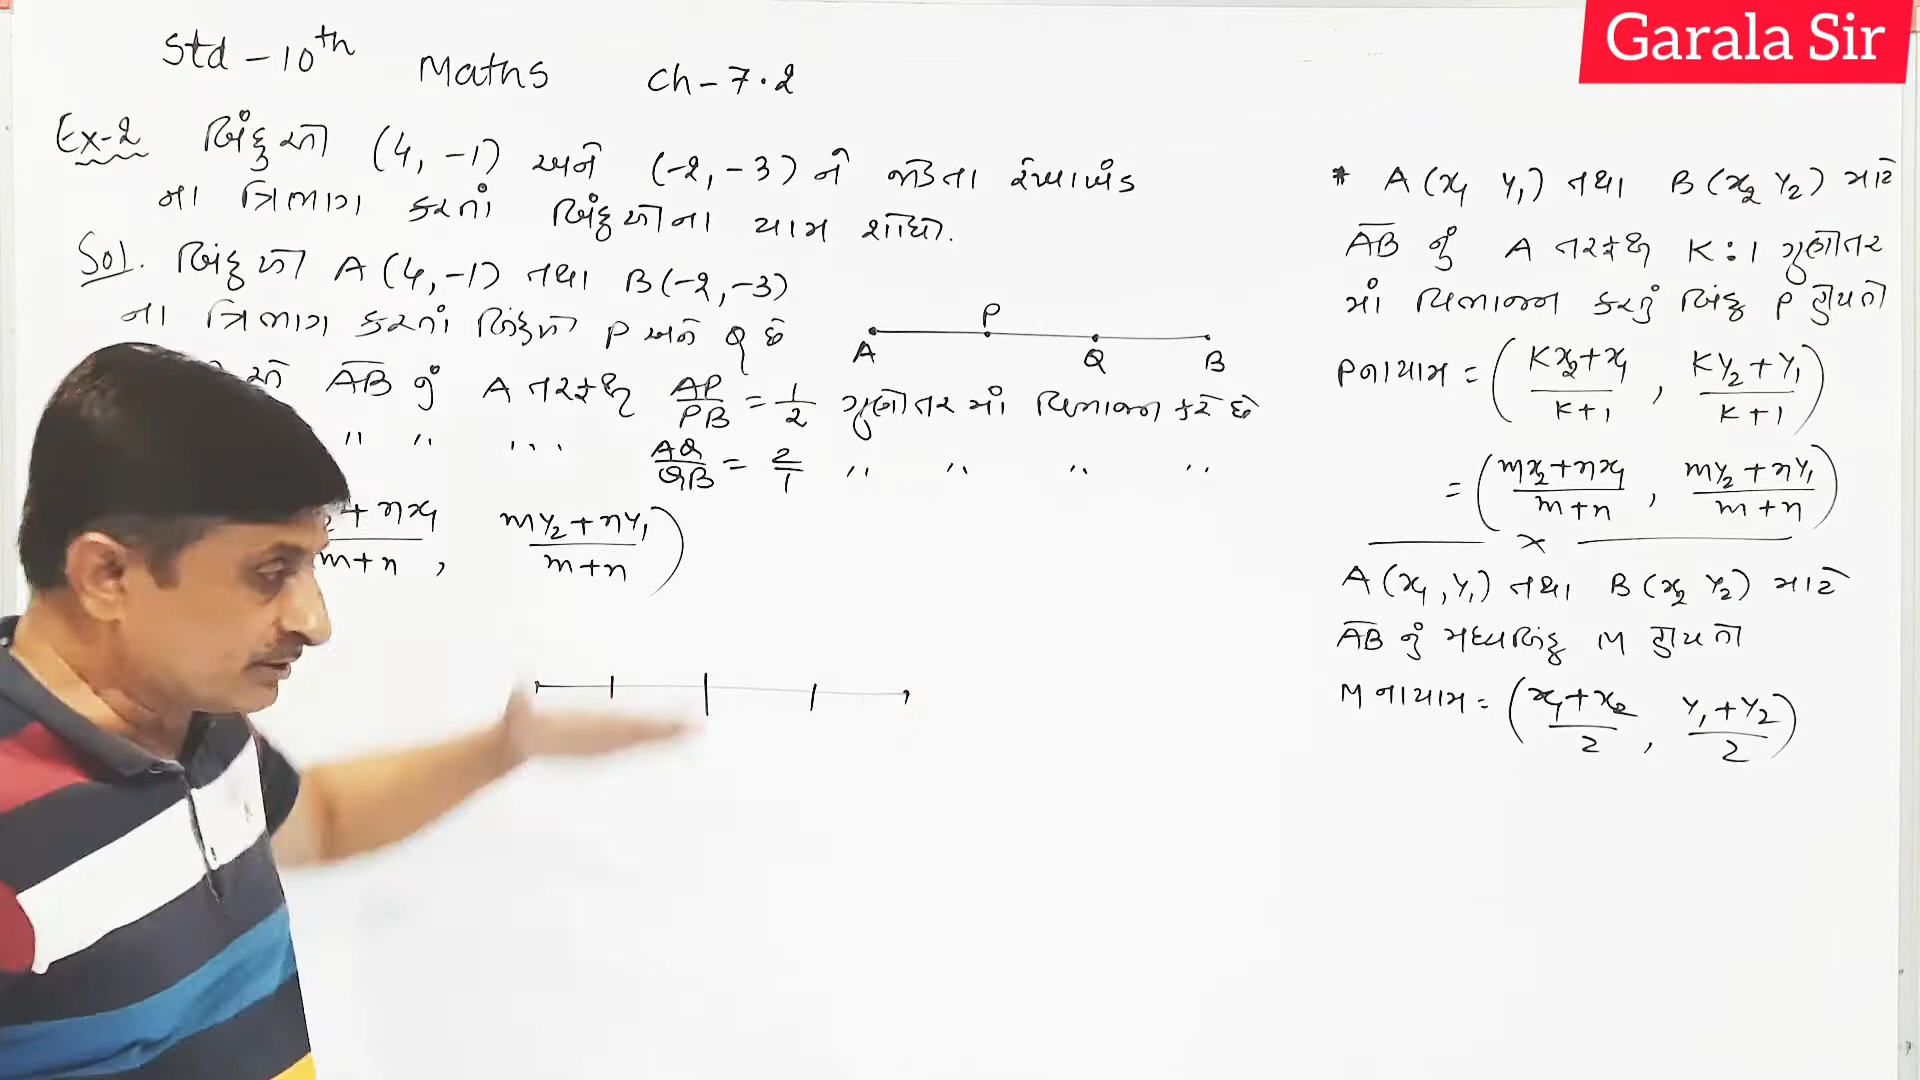 Garala Sir
Std - 10th Maths Ch - 7.2
Ex-2 બિંદુઓ (4, -1) અને (-2, -3) ને જોડતા રેખાખંડ
ના ત્રિભાગ કરતાં બિંદુઓના યામ શોધો.
Sol. બિંદુઓ A(4, -1) તથા B(-2, -3)
ના ત્રિભાગ કરતાં બિંદુઓ P અને Q છે
A P Q B
AB નું A તરફથી AP/PB = 1/2 ગુણોત્તર માં વિભાજન કરે છે
" " " ... AQ/QB = 2/1 " " " "
+ nx₁ / m+n , my₂ + ny₁ / m+n )
* A(x₁ y₁) તથા B(x₂ y₂) માટે
AB નું A તરફથી K : 1 ગુણોતર
માં વિભાજન કરતું બિંદુ P હોય તો
P ના યામ = ( Kx₂+x₁ / K+1 , Ky₂+y₁ / K+1 )
= ( mx₂+nx₁ / m+n , my₂+ny₁ / m+n )
x
A(x₁, y₁) તથા B(x₂ y₂) માટે
AB નું મધ્યબિંદુ M હોય તો
M ના યામ = ( x₁+x₂ / 2 , y₁+y₂ / 2 )